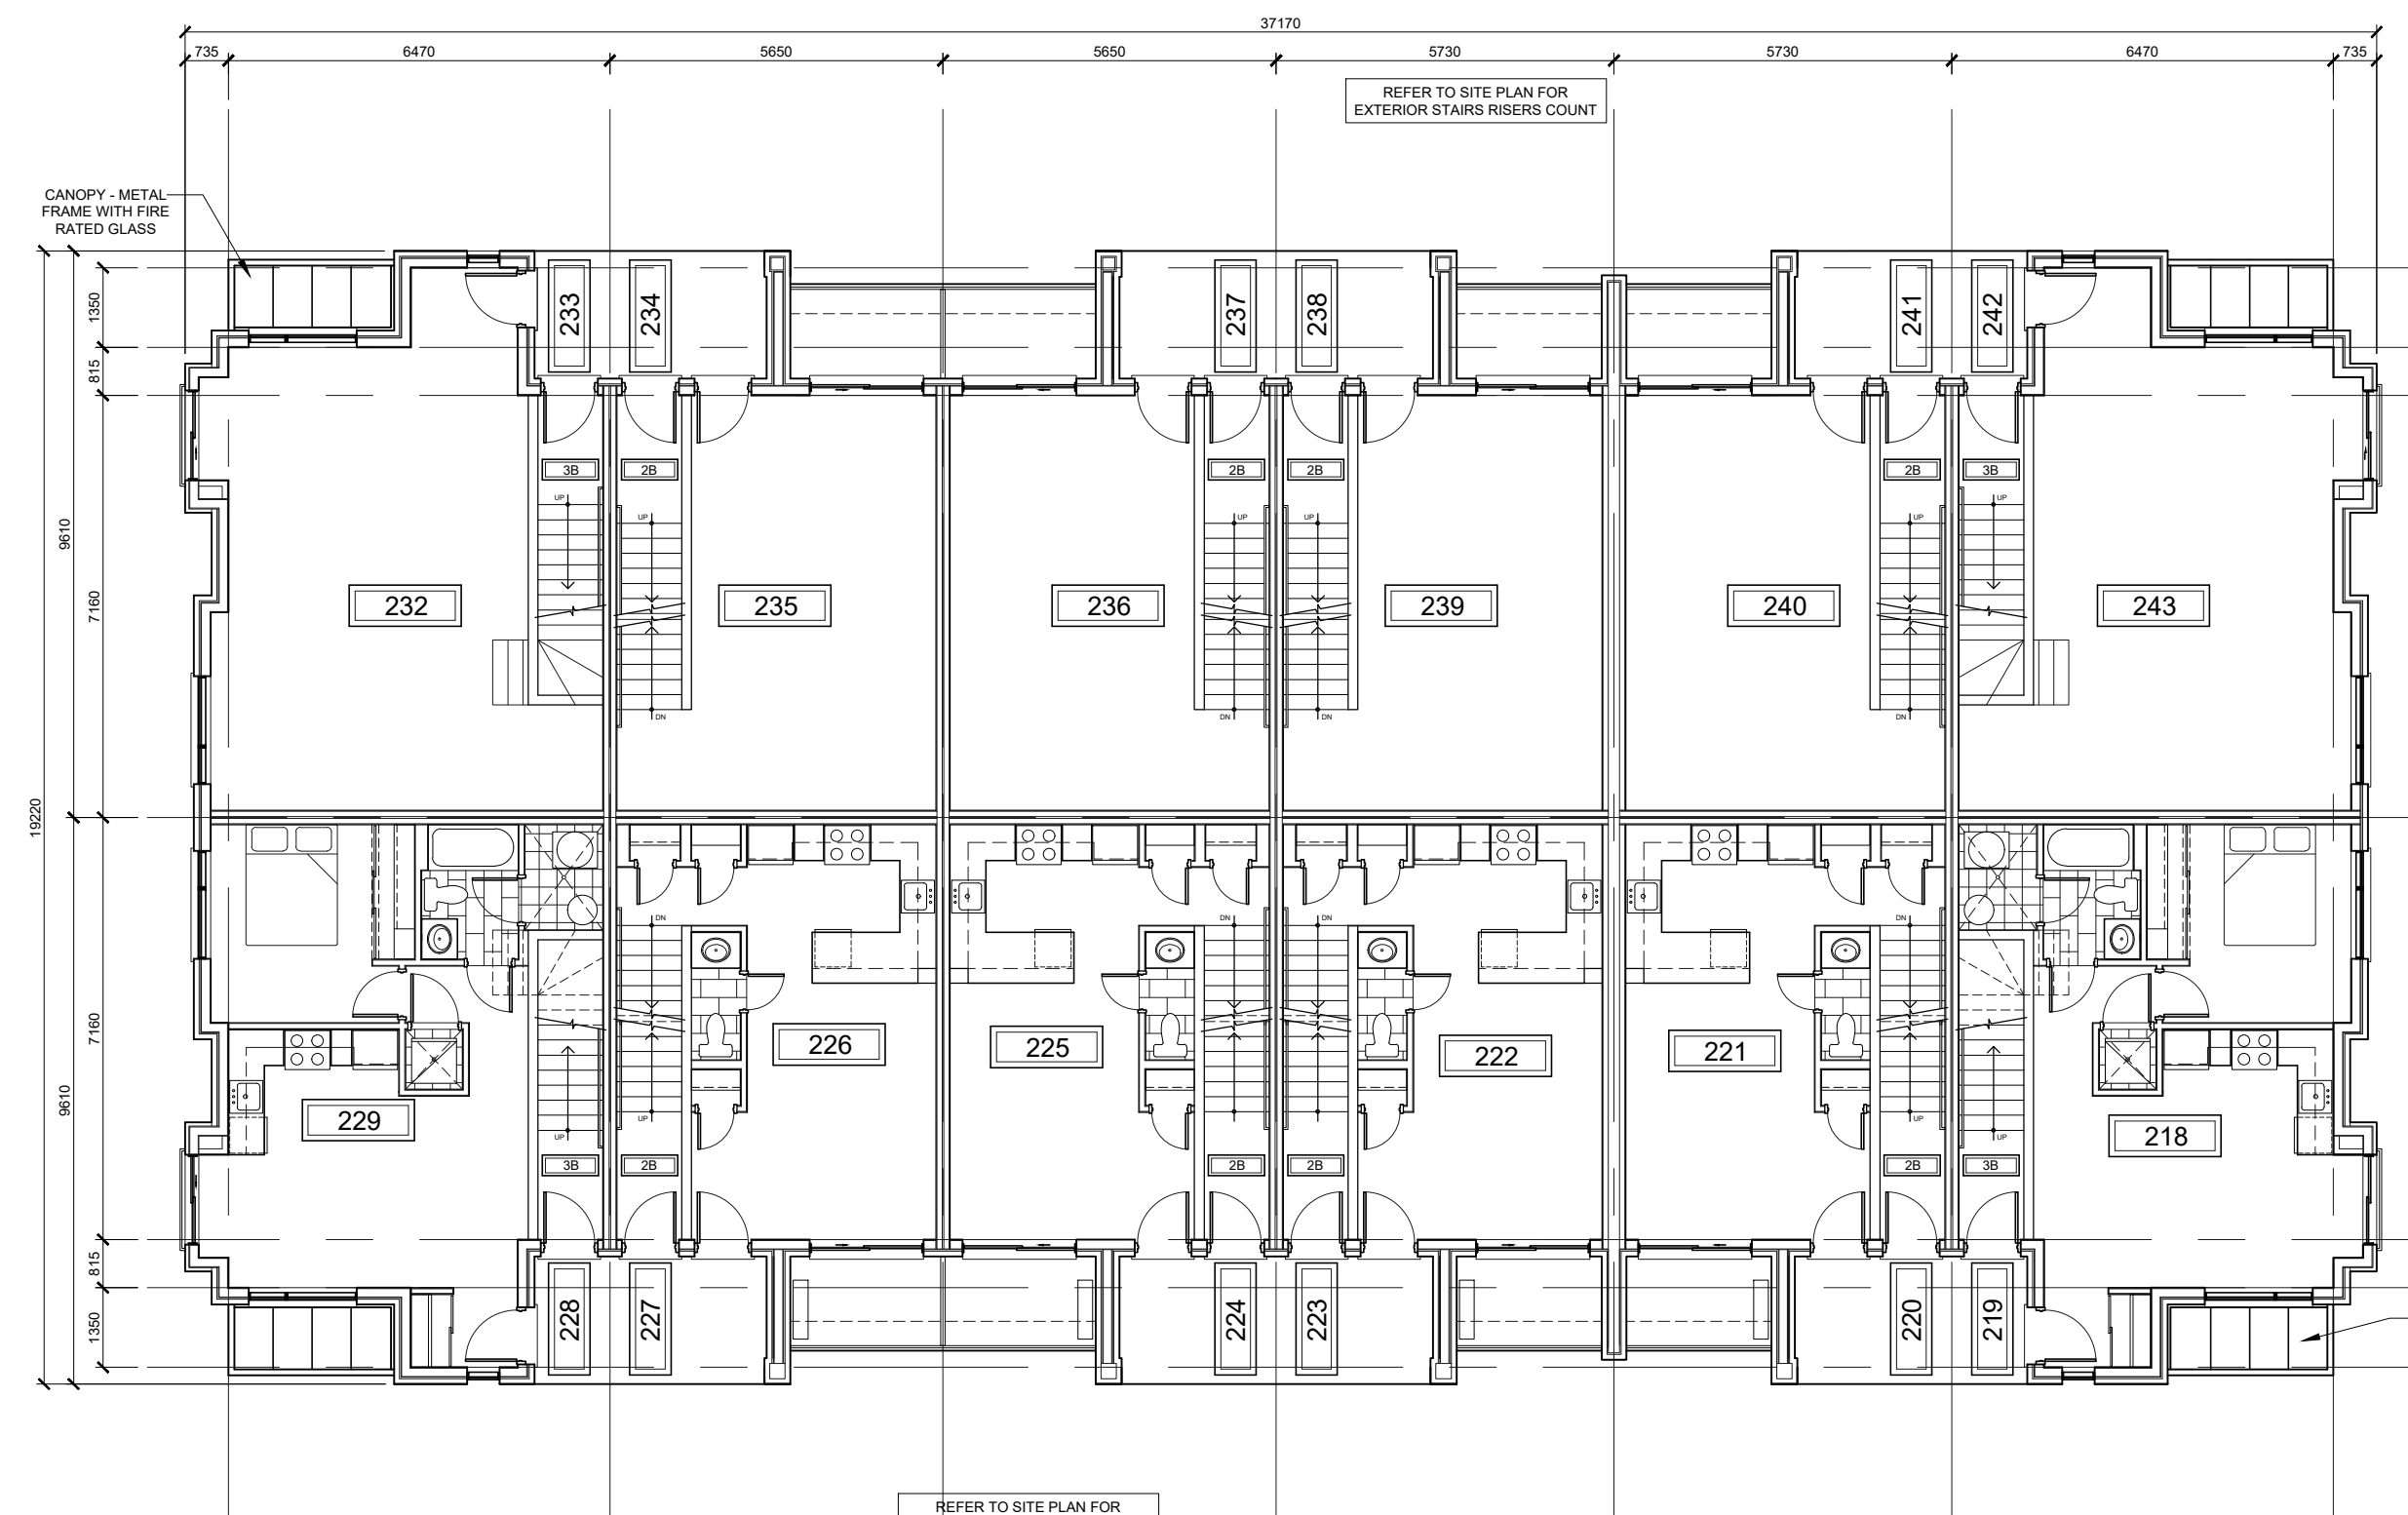 37170
735 6470 5650 5650 5730 5730 6470 735
REFER TO SITE PLAN FOR
EXTERIOR STAIRS RISERS COUNT
CANOPY - METAL
FRAME WITH FIRE
RATED GLASS
1350
815
9610
7160
19220
7160
9610
815
1350
233 234 237 238 241 242
3B 2B 2B 2B 2B 3B
UP UP UP UP UP UP
232 235 236 239 240 243
DN DN DN DN
DN DN DN DN
226 225 222 221
229 218
UP UP UP UP UP UP
3B 2B 2B 2B 2B 3B
228 227 224 223 220 219
REFER TO SITE PLAN FOR